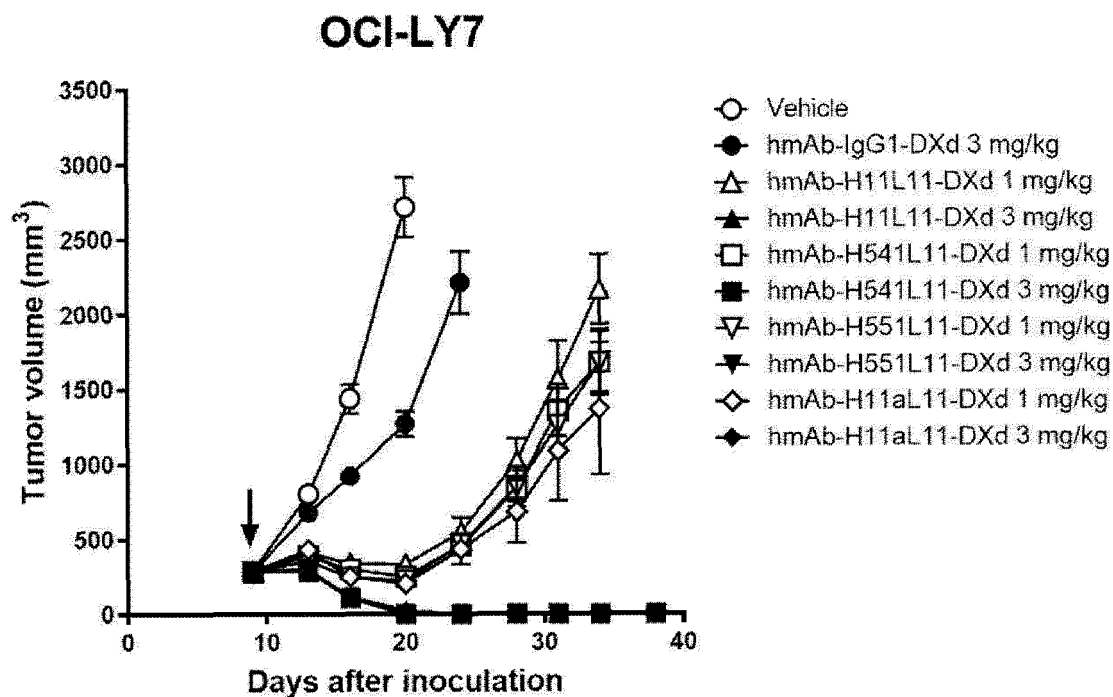 OCI-LY7
3500
3000
2500
2000
1500
1000
500
0
Tumor volume (mm³)
0 10 20 30 40
Days after inoculation
Vehicle
hmAb-IgG1-DXd 3 mg/kg
hmAb-H11L11-DXd 1 mg/kg
hmAb-H11L11-DXd 3 mg/kg
hmAb-H541L11-DXd 1 mg/kg
hmAb-H541L11-DXd 3 mg/kg
hmAb-H551L11-DXd 1 mg/kg
hmAb-H551L11-DXd 3 mg/kg
hmAb-H11aL11-DXd 1 mg/kg
hmAb-H11aL11-DXd 3 mg/kg